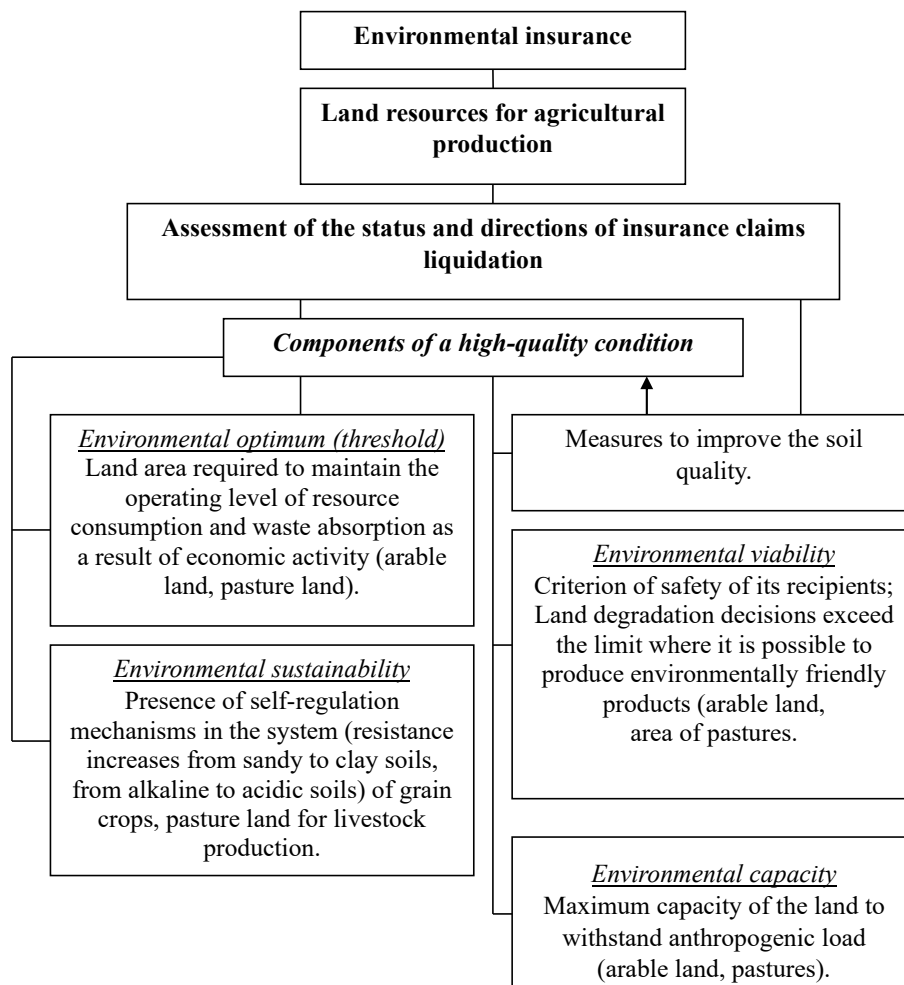 Environmental insurance
Land resources for agricultural
production
Assessment of the status and directions of insurance claims
liquidation
Components of a high-quality condition
Environmental optimum (threshold)
Land area required to maintain the
operating level of resource
consumption and waste absorption as
a result of economic activity (arable
land, pasture land).
Environmental sustainability
Presence of self-regulation
mechanisms in the system (resistance
increases from sandy to clay soils,
from alkaline to acidic soils) of grain
crops, pasture land for livestock
production.
Measures to improve the soil
quality.
Environmental viability
Criterion of safety of its recipients;
Land degradation decisions exceed
the limit where it is possible to
produce environmentally friendly
products (arable land,
area of pastures.
Environmental capacity
Maximum capacity of the land to
withstand anthropogenic load
(arable land, pastures).